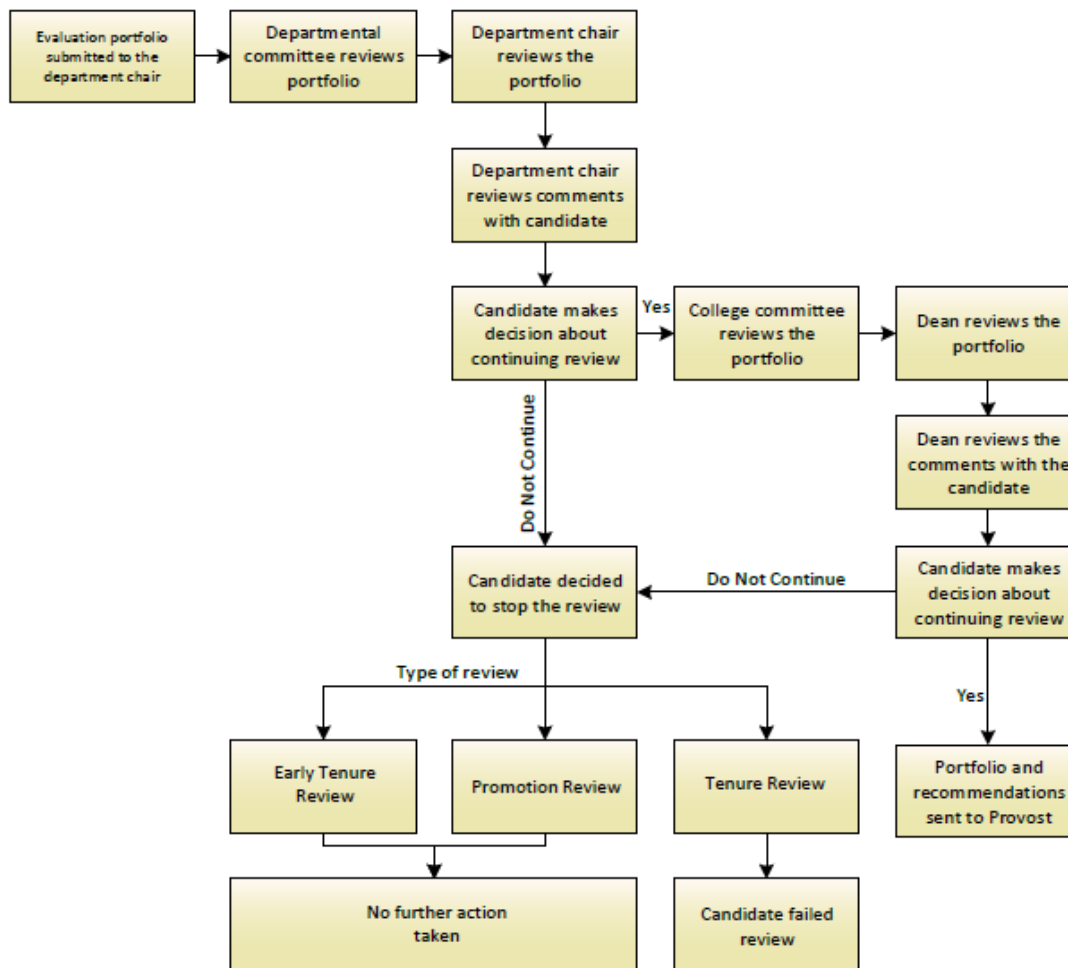 Evaluation portfolio
submitted to the
department chair
Departmental
committee reviews
portfolio
Department chair
reviews the
portfolio
Department chair
reviews comments
with candidate
Candidate makes
decision about
continuing review
Yes
College committee
reviews the
portfolio
Dean reviews the
portfolio
Dean reviews the
comments with the
candidate
Do Not Continue
Candidate makes
decision about
continuing review
Do Not Continue
Candidate decided
to stop the review
Type of review
Yes
Early Tenure
Review
Promotion Review
Tenure Review
Portfolio and
recommendations
sent to Provost
No further action
taken
Candidate failed
review